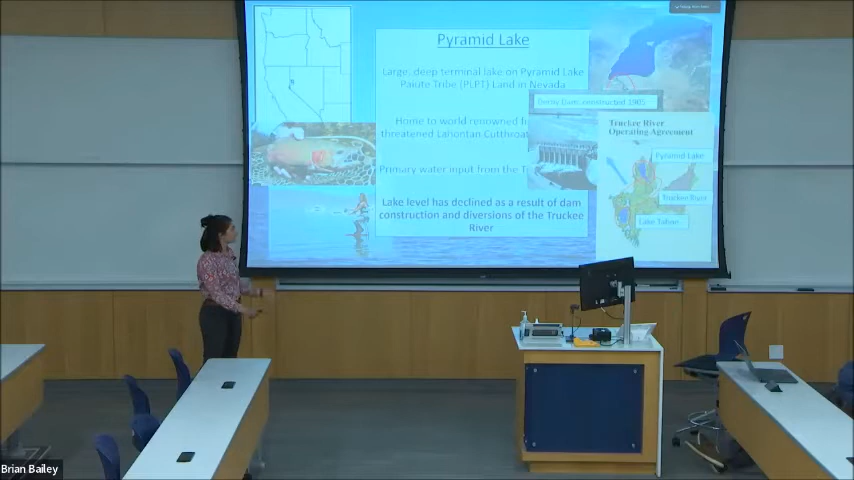 Pyramid Lake
Large, deep terminal lake on Pyramid Lake
Paiute Tribe (PLPT) Land in Nevada
Home to world renowned
threatened Lahontan Cutthroat
Primary water input from the
Lake level has declined as a result of dam
construction and diversions of the Truckee
River
Derby Dam: constructed 1905
Truckee River
Operating Agreement
Pyramid Lake
Truckee River
Lake Tahoe
Brian Bailey